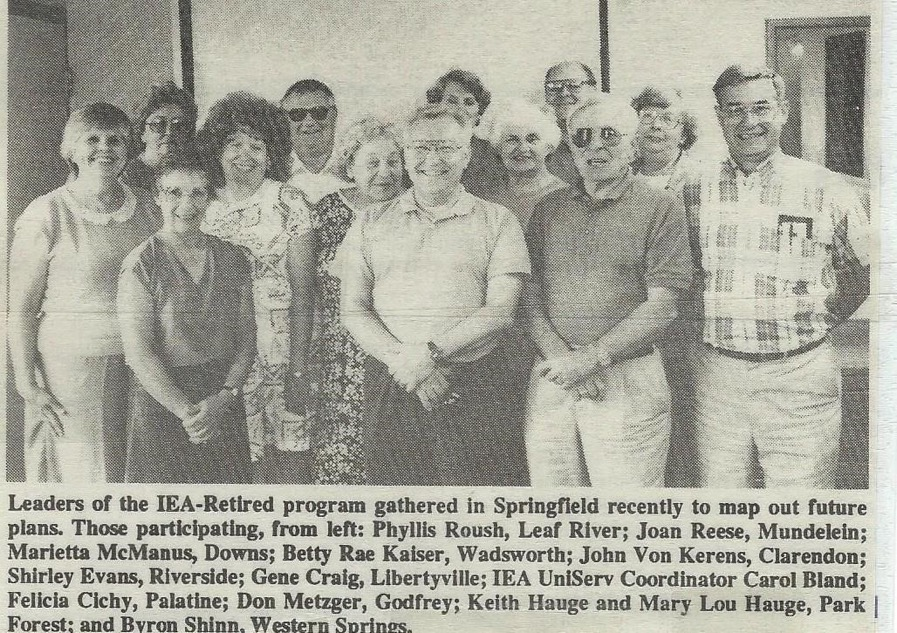 Leaders of the IEA-Retired program gathered in Springfield recently to map out future
plans. Those participating, from left: Phyllis Roush, Leaf River; Joan Reese, Mundelein;
Marietta McManus, Downs; Betty Rae Kaiser, Wadsworth; John Von Kerens, Clarendon;
Shirley Evans, Riverside; Gene Craig, Libertyville; IEA UniServ Coordinator Carol Bland;
Felicia Cichy, Palatine; Don Metzger, Godfrey; Keith Hauge and Mary Lou Hauge, Park
Forest; and Byron Shinn, Western Springs.